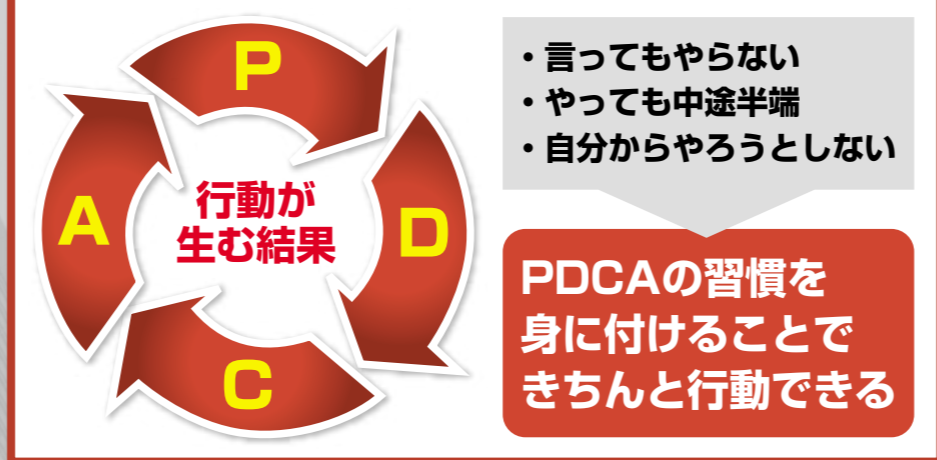 P
D
C
A
行動が
生む結果
・言ってもやらない
・やっても中途半端
・自分からやろうとしない
PDCAの習慣を
身に付けることで
きちんと行動できる